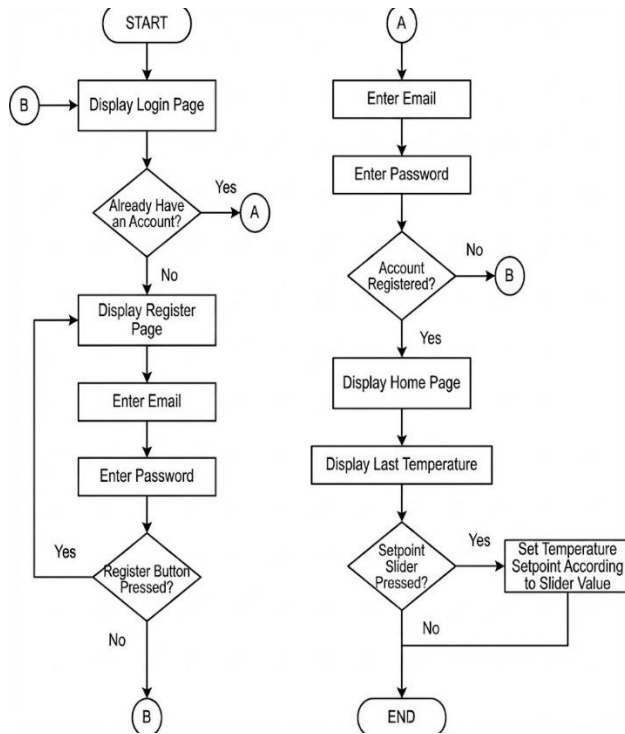 START
B
Display Login Page
Already Have
an Account?
Yes
A
No
Display Register
Page
Enter Email
Enter Password
Yes
Register Button
Pressed?
No
B
A
Enter Email
Enter Password
Account
Registered?
No
B
Yes
Display Home Page
Display Last Temperature
Setpoint
Slider
Pressed?
Yes
Set Temperature
Setpoint According
to Slider Value
No
END